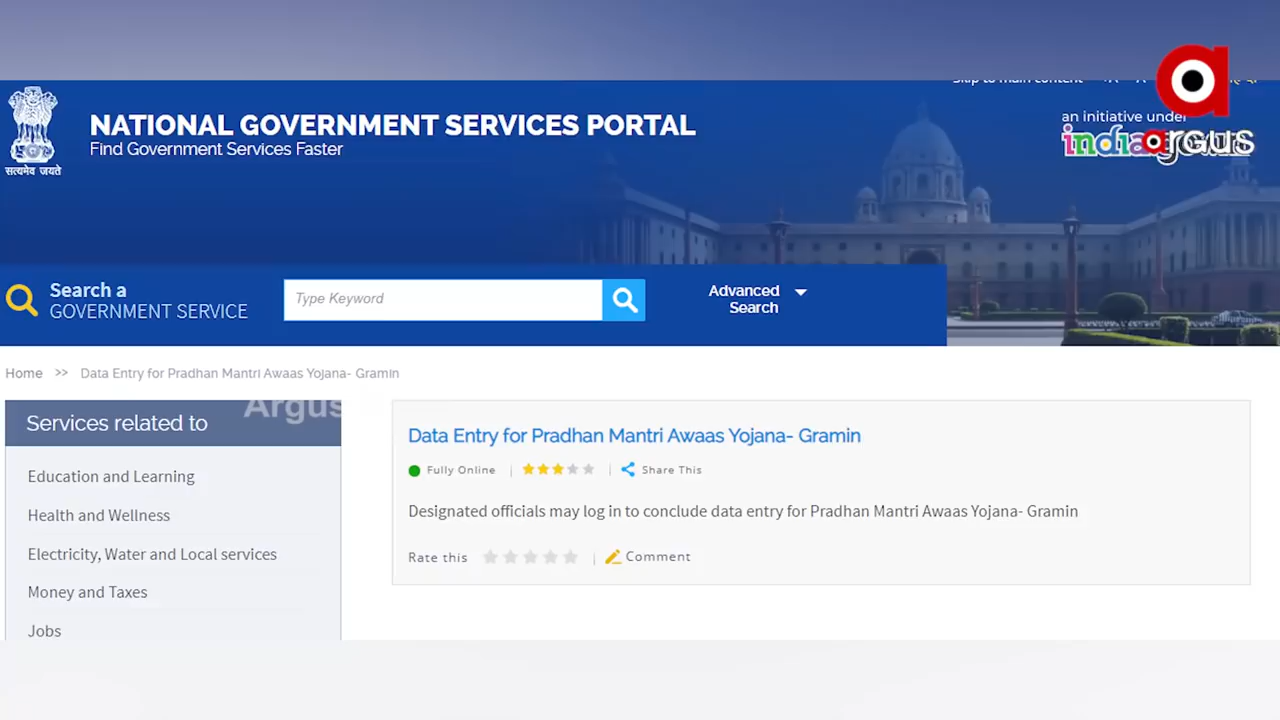 Skip to main content
सत्यमेव जयते
NATIONAL GOVERNMENT SERVICES PORTAL
Find Government Services Faster
an initiative under
india
argus
Search a
GOVERNMENT SERVICE
Type Keyword
Advanced
Search
Home >> Data Entry for Pradhan Mantri Awaas Yojana- Gramin
Argus
Services related to
Education and Learning
Health and Wellness
Electricity, Water and Local services
Money and Taxes
Jobs
Data Entry for Pradhan Mantri Awaas Yojana- Gramin
Fully Online | | Share This
Designated officials may log in to conclude data entry for Pradhan Mantri Awaas Yojana- Gramin
Rate this | Comment